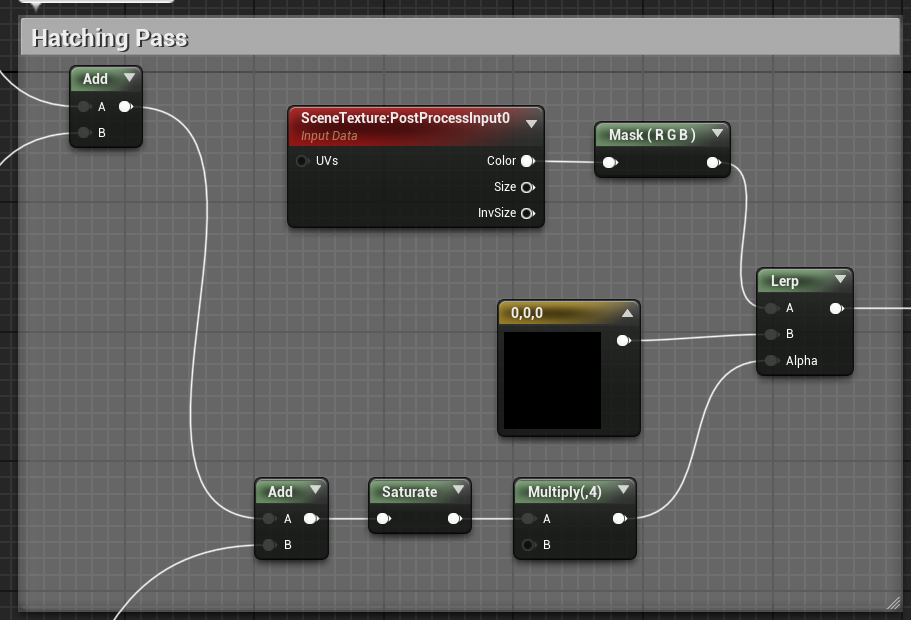 Hatching Pass
Add
A
B
SceneTexture:PostProcessInput0
Input Data
UVs
Color
Size
InvSize
Mask ( R G B )
Lerp
A
B
Alpha
0,0,0
Add
A
B
Saturate
Multiply(,4)
A
B